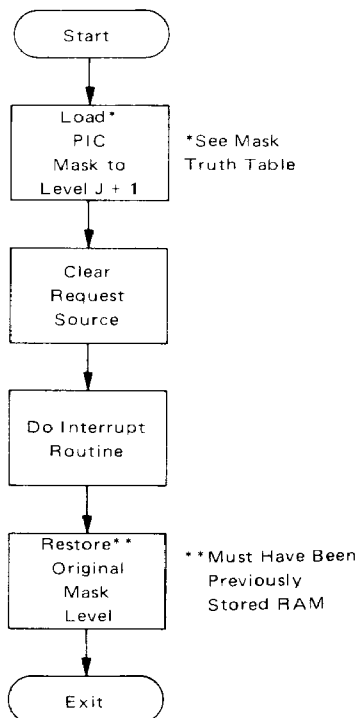 Start
Load*
PIC
Mask to
Level J + 1
*See Mask
Truth Table
Clear
Request
Source
Do Interrupt
Routine
Restore**
Original
Mask
Level
**Must Have Been
Previously
Stored RAM
Exit